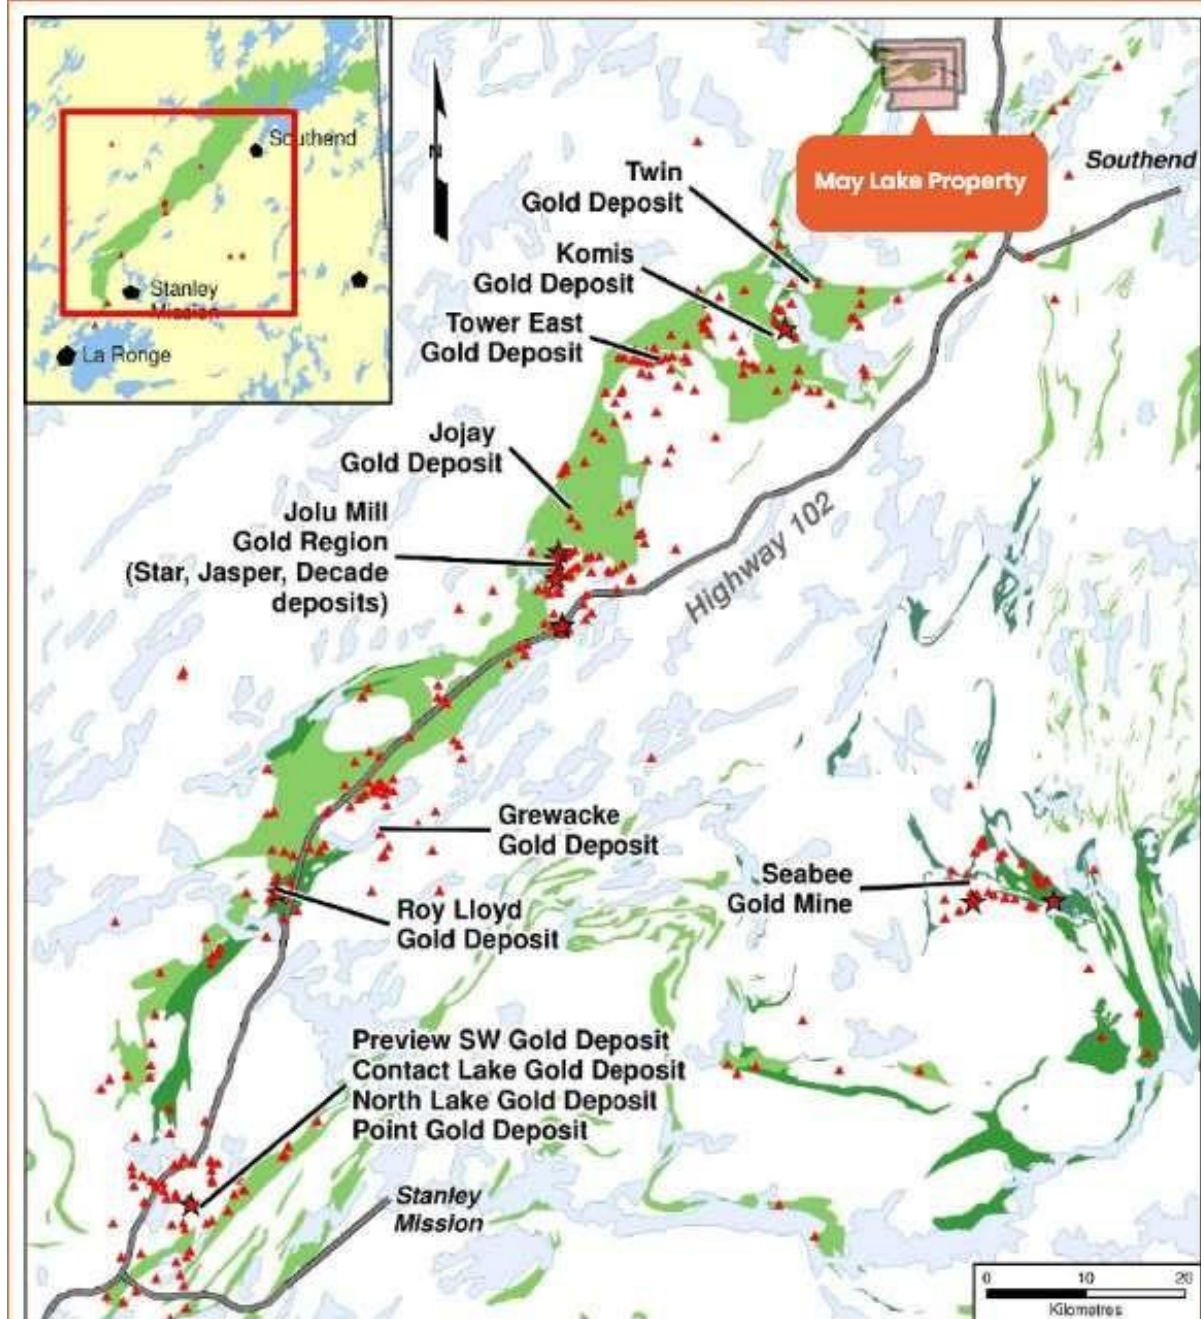 Southend
Stanley
Mission
La Ronge
N
May Lake Property
Southend
Twin
Gold Deposit
Komis
Gold Deposit
Tower East
Gold Deposit
Jojay
Gold Deposit
Jolu Mill
Gold Region
(Star, Jasper, Decade
deposits)
Highway 102
Grewacke
Gold Deposit
Seabee
Gold Mine
Roy Lloyd
Gold Deposit
Preview SW Gold Deposit
Contact Lake Gold Deposit
North Lake Gold Deposit
Point Gold Deposit
Stanley
Mission
0 10 20
Kilometres